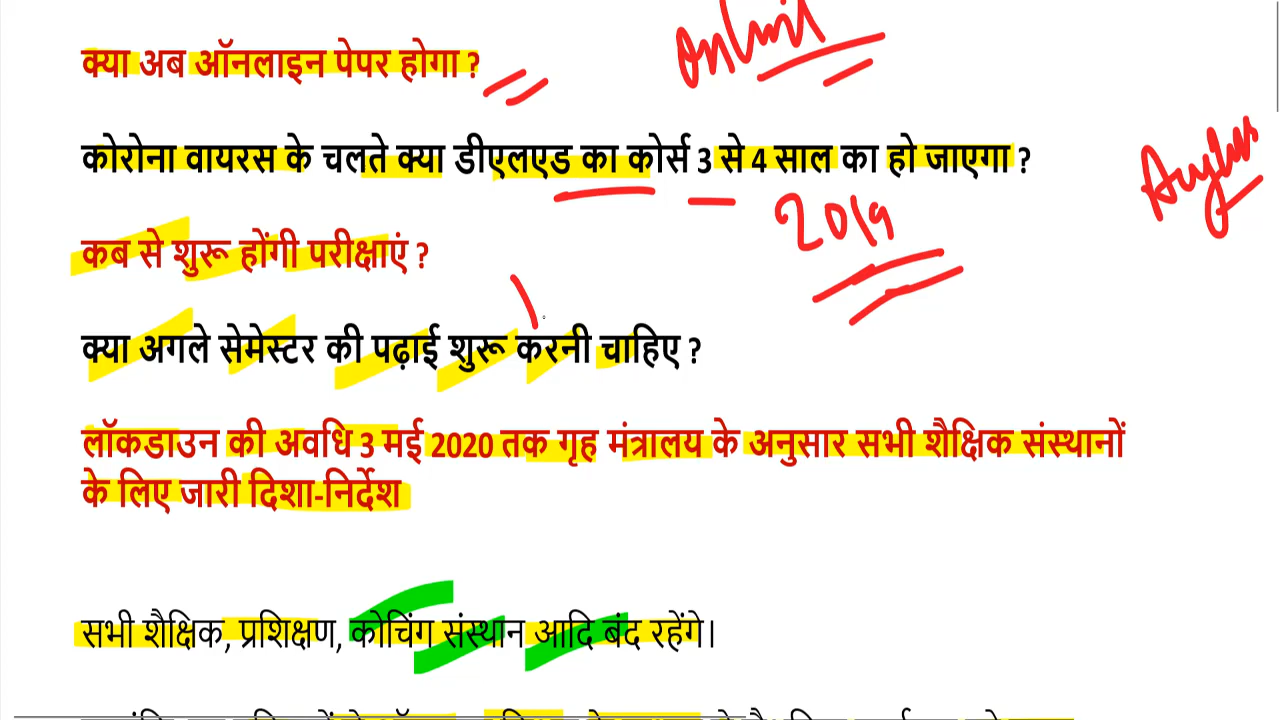 क्या अब ऑनलाइन पेपर होगा ?
कोरोना वायरस के चलते क्या डीएलएड का कोर्स 3 से 4 साल का हो जाएगा ?
2019
कब से शुरू होंगी परीक्षाएं ?
क्या अगले सेमेस्टर की पढ़ाई शुरू करनी चाहिए ?
लॉकडाउन की अवधि 3 मई 2020 तक गृह मंत्रालय के अनुसार सभी शैक्षिक संस्थानों
के लिए जारी दिशा-निर्देश
सभी शैक्षिक, प्रशिक्षण, कोचिंग संस्थान आदि बंद रहेंगे।